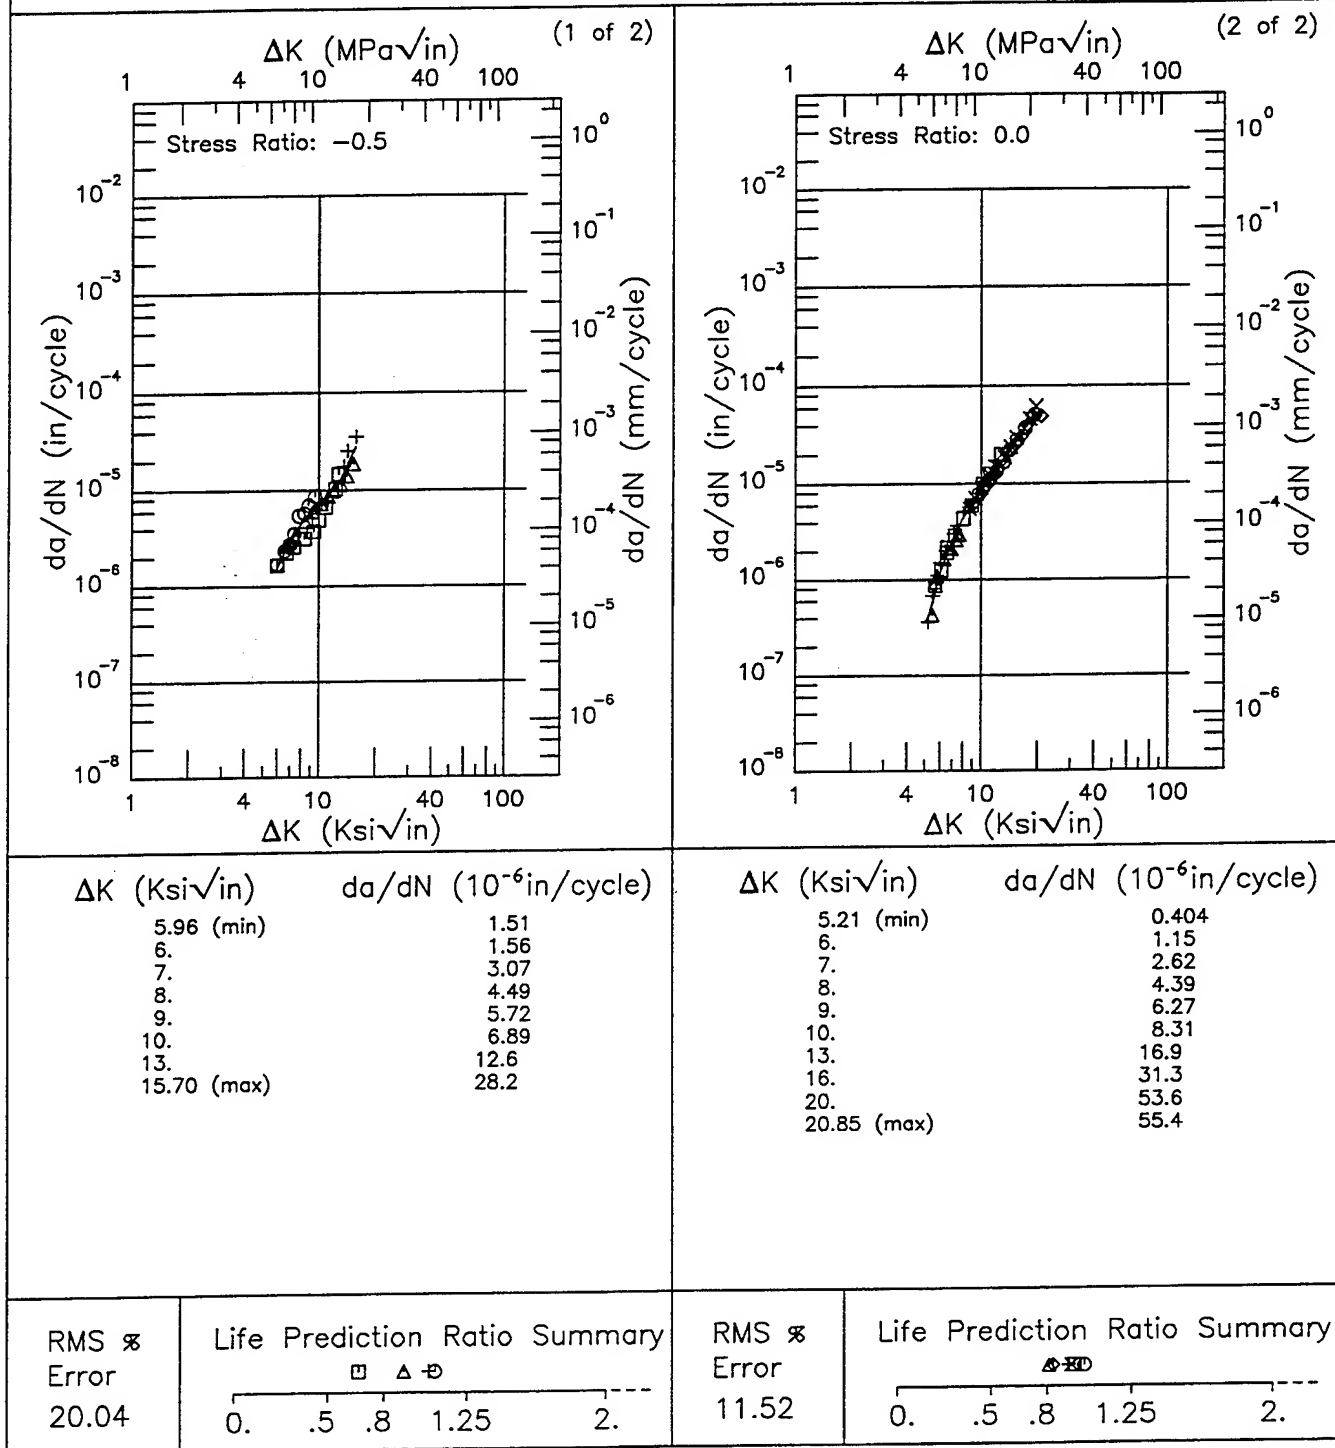 (1 of 2)
ΔK (MPa√in)
1 4 10 40 100
Stress Ratio: −0.5
10⁻²
10⁻³
10⁻⁴
10⁻⁵
10⁻⁶
10⁻⁷
10⁻⁸
da/dN (in/cycle)
10⁰
10⁻¹
10⁻²
10⁻³
10⁻⁴
10⁻⁵
10⁻⁶
da/dN (mm/cycle)
1 4 10 40 100
ΔK (Ksi√in)
ΔK (Ksi√in) da/dN (10⁻⁶in/cycle)
5.96 (min) 1.51
6. 1.56
7. 3.07
8. 4.49
9. 5.72
10. 6.89
13. 12.6
15.70 (max) 28.2
RMS %
Error
20.04
Life Prediction Ratio Summary
0. .5 .8 1.25 2.
(2 of 2)
ΔK (MPa√in)
1 4 10 40 100
Stress Ratio: 0.0
10⁻²
10⁻³
10⁻⁴
10⁻⁵
10⁻⁶
10⁻⁷
10⁻⁸
da/dN (in/cycle)
10⁰
10⁻¹
10⁻²
10⁻³
10⁻⁴
10⁻⁵
10⁻⁶
da/dN (mm/cycle)
1 4 10 40 100
ΔK (Ksi√in)
ΔK (Ksi√in) da/dN (10⁻⁶in/cycle)
5.21 (min) 0.404
6. 1.15
7. 2.62
8. 4.39
9. 6.27
10. 8.31
13. 16.9
16. 31.3
20. 53.6
20.85 (max) 55.4
RMS %
Error
11.52
Life Prediction Ratio Summary
0. .5 .8 1.25 2.